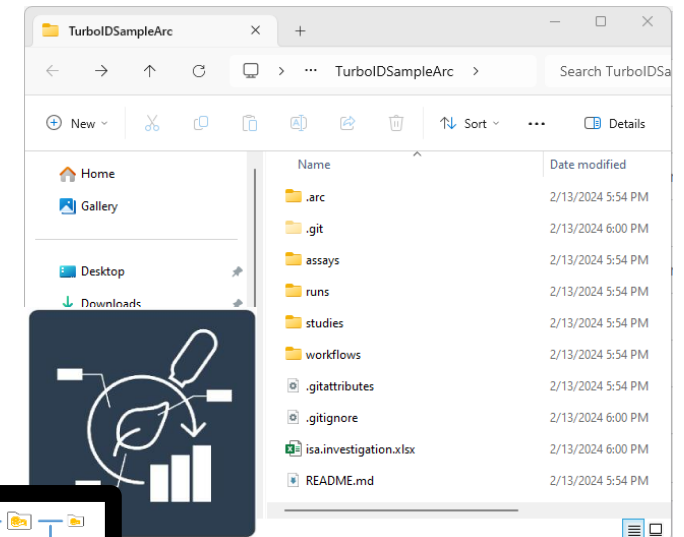 TurboIDSampleArc
TurboIDSampleArc
Search TurboIDSa
New
Sort
Details
Name
Date modified
Home
Gallery
Desktop
Downloads
.arc 2/13/2024 5:54 PM
.git 2/13/2024 6:00 PM
assays 2/13/2024 5:54 PM
runs 2/13/2024 5:54 PM
studies 2/13/2024 5:54 PM
workflows 2/13/2024 5:54 PM
.gitattributes 2/13/2024 5:54 PM
.gitignore 2/13/2024 6:00 PM
isa.investigation.xlsx 2/13/2024 6:00 PM
README.md 2/13/2024 5:54 PM